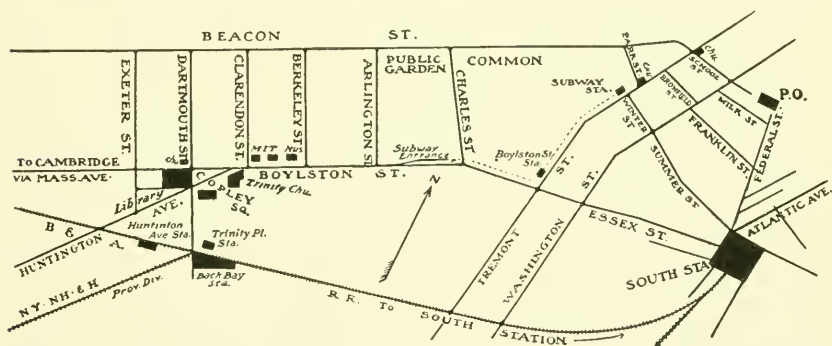 BEACON ST.
EXETER ST.
DARTMOUTH ST.
CLARENDON ST.
BERKELEY ST.
ARLINGTON ST.
PUBLIC
GARDEN
COMMON
CHARLES ST.
PARK ST.
Chu.
Chu
SCHOOL
ST
SUBWAY
STA.
BROMFIELD
ST
MILK ST
P.O.
WINTER
ST
FRANKLIN ST.
FEDERAL ST.
SUMMER ST
MIT
Mus
TO CAMBRIDGE
VIA MASS. AVE.
Subway
Entrance
BOYLSTON ST.
Boylston St.
Sta.
Trinity Chu.
COPLEY
SQ.
Library
HUNTINGTON AVE.
N
TREMONT ST.
WASHINGTON ST.
ESSEX ST.
ATLANTIC AVE.
SOUTH STA.
B & A.
Huntington
Ave Sta.
Trinity Pl.
Sta.
Back Bay
Sta.
R.R. To SOUTH STATION
N.Y. N.H. & H
Prov. Div.